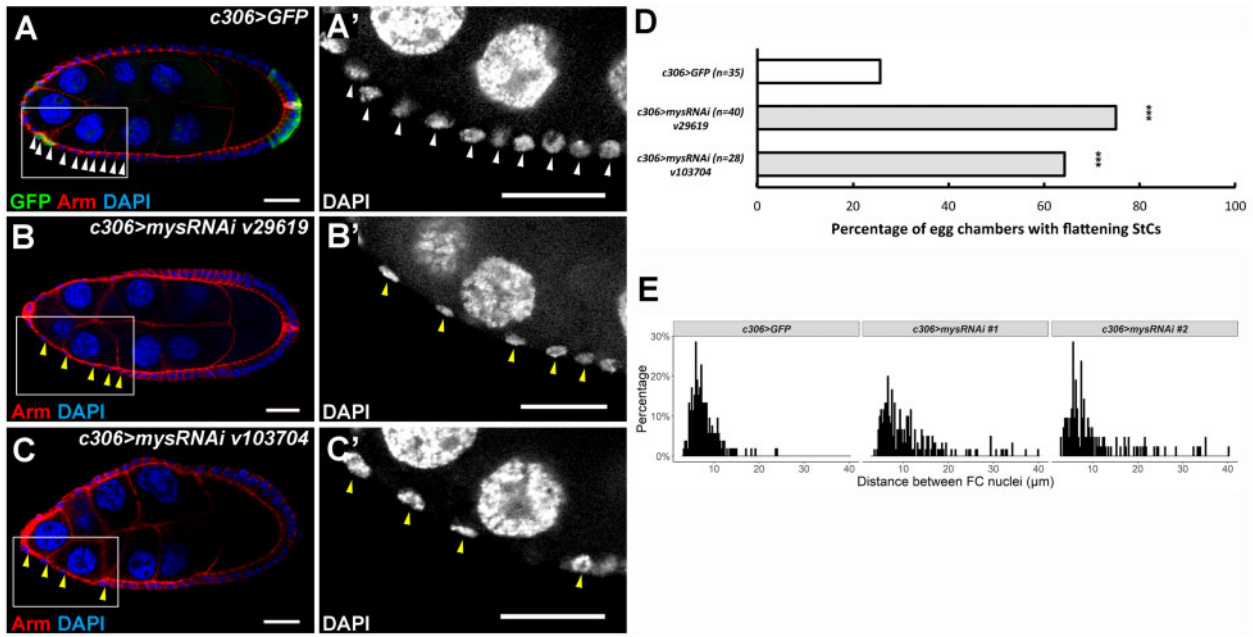 A
c306>GFP
GFP Arm DAPI
A'
DAPI
B
c306>mysRNAi v29619
Arm DAPI
B'
DAPI
C
c306>mysRNAi v103704
Arm DAPI
C'
DAPI
D
c306>GFP (n=35)
c306>mysRNAi (n=40)
v29619
***
c306>mysRNAi (n=28)
v103704
***
0 20 40 60 80 100
Percentage of egg chambers with flattening StCs
E
c306>GFP c306>mysRNAi #1 c306>mysRNAi #2
30%
20%
10%
0%
Percentage
10 20 30 40 10 20 30 40 10 20 30 40
Distance between FC nuclei (μm)